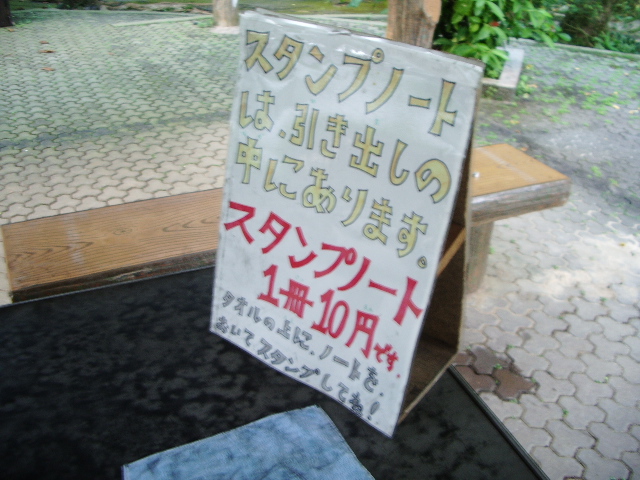 スタンプノート
は、引き出しの
中にあります。
スタンプノート
1冊10円です.
タオルの上に、ノートを、
おいてスタンプしてね!